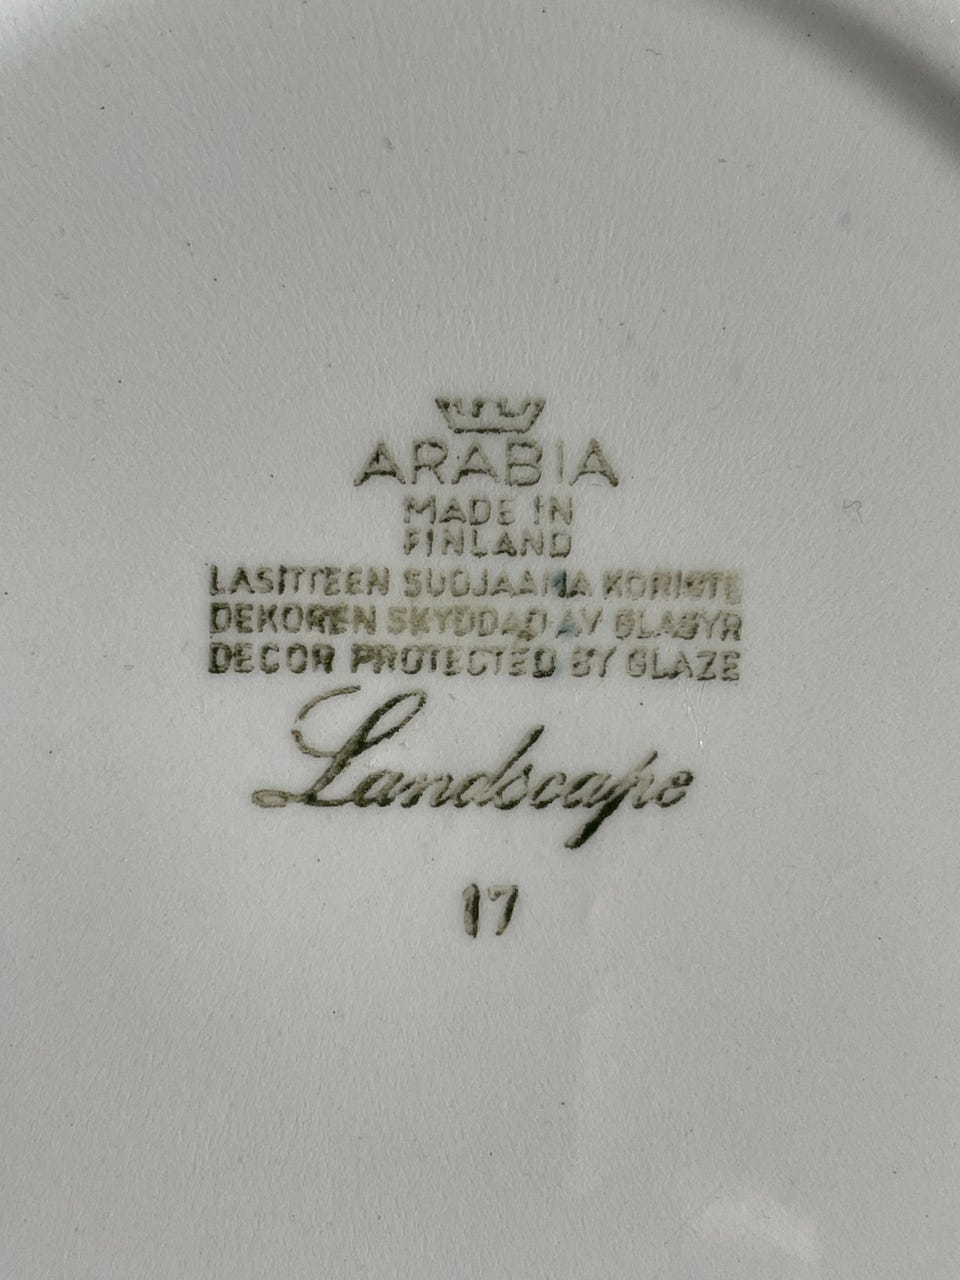 ARABIA
MADE IN
FINLAND
LASITTEEN SUOJAAMA KORISTE
DEKOREN SKYDDAD AV GLASYR
DECOR PROTECTED BY GLAZE
Landscape
17